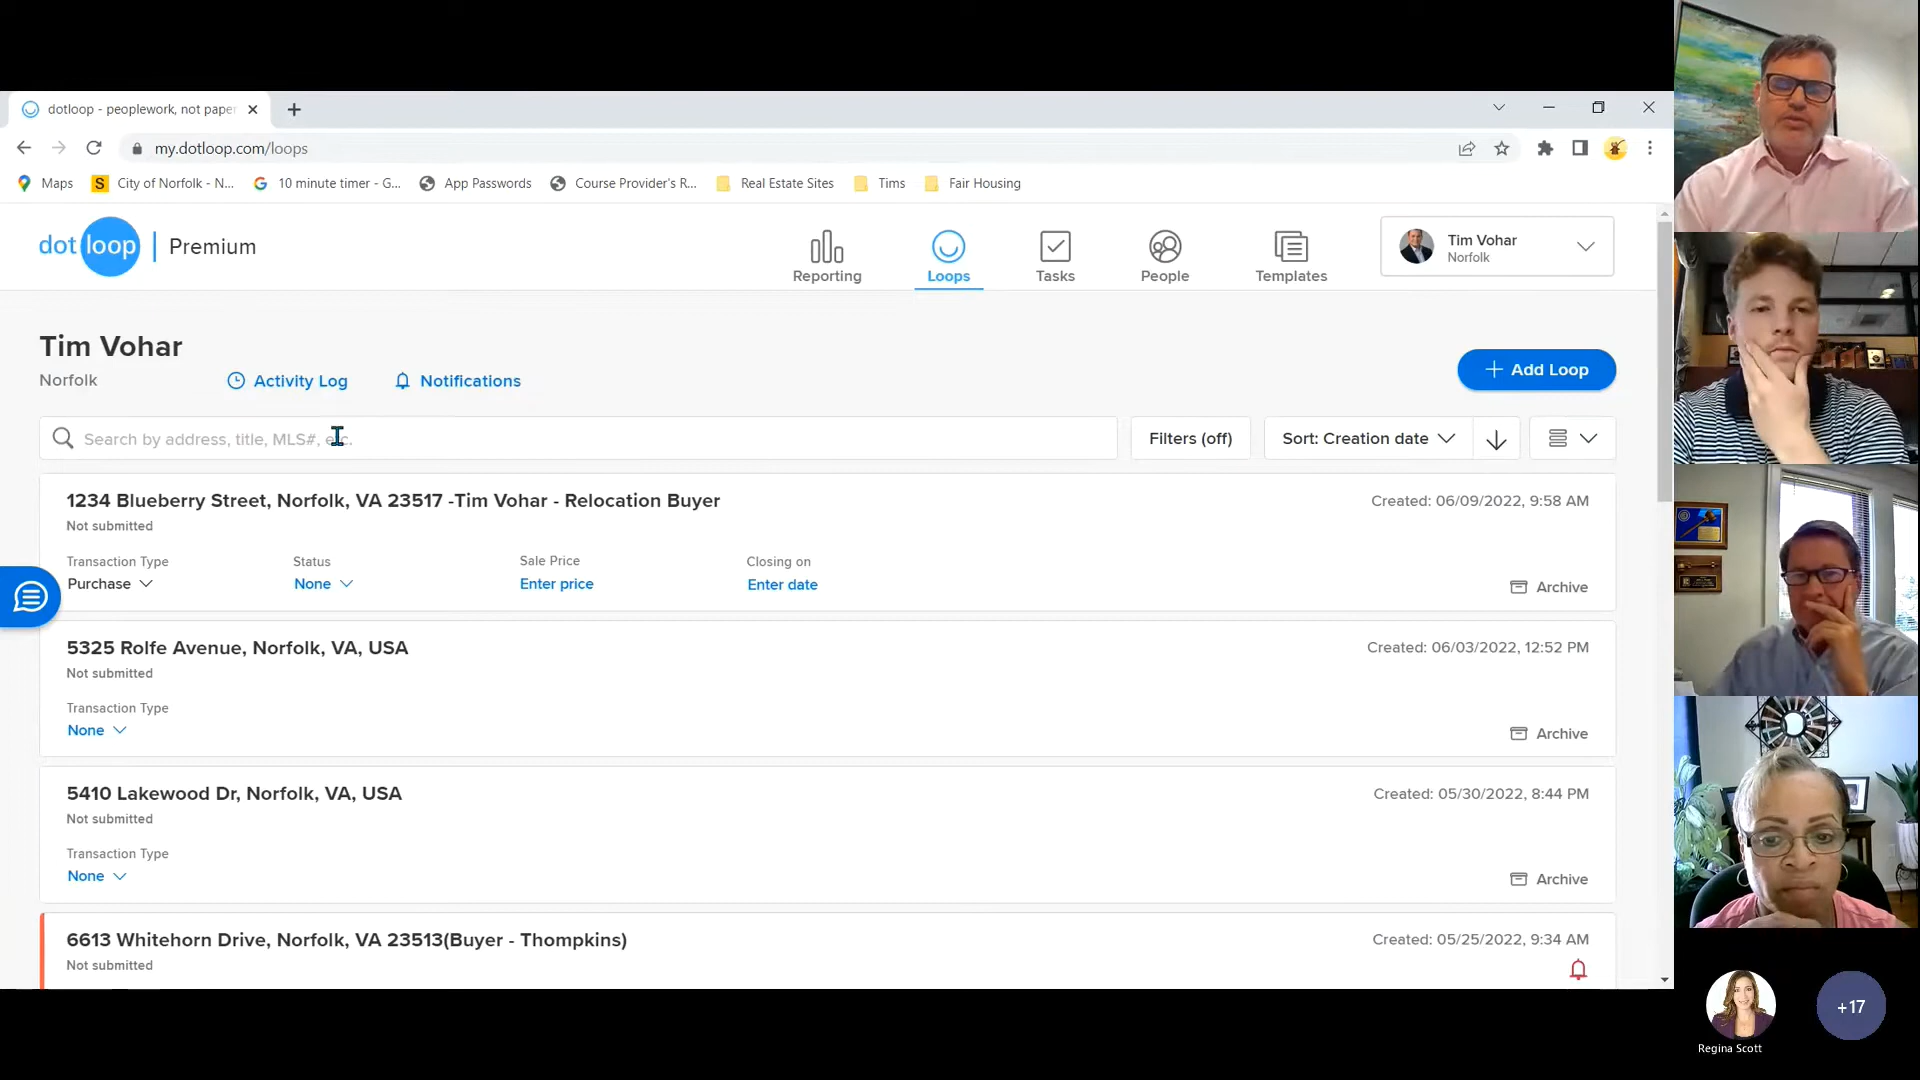 dotloop - peoplework, not paper
my.dotloop.com/loops
Maps
City of Norfolk - N...
10 minute timer - G...
App Passwords
Course Provider's R...
Real Estate Sites
Tims
Fair Housing
dotloop | Premium
Reporting
Loops
Tasks
People
Templates
Tim Vohar
Norfolk
Tim Vohar
Norfolk
Activity Log
Notifications
+ Add Loop
Search by address, title, MLS#, etc.
Filters (off)
Sort: Creation date
1234 Blueberry Street, Norfolk, VA 23517 -Tim Vohar - Relocation Buyer
Created: 06/09/2022, 9:58 AM
Not submitted
Transaction Type
Status
Sale Price
Closing on
Purchase
None
Enter price
Enter date
Archive
5325 Rolfe Avenue, Norfolk, VA, USA
Created: 06/03/2022, 12:52 PM
Not submitted
Transaction Type
None
Archive
5410 Lakewood Dr, Norfolk, VA, USA
Created: 05/30/2022, 8:44 PM
Not submitted
Transaction Type
None
Archive
6613 Whitehorn Drive, Norfolk, VA 23513(Buyer - Thompkins)
Created: 05/25/2022, 9:34 AM
Not submitted
Regina Scott
+17